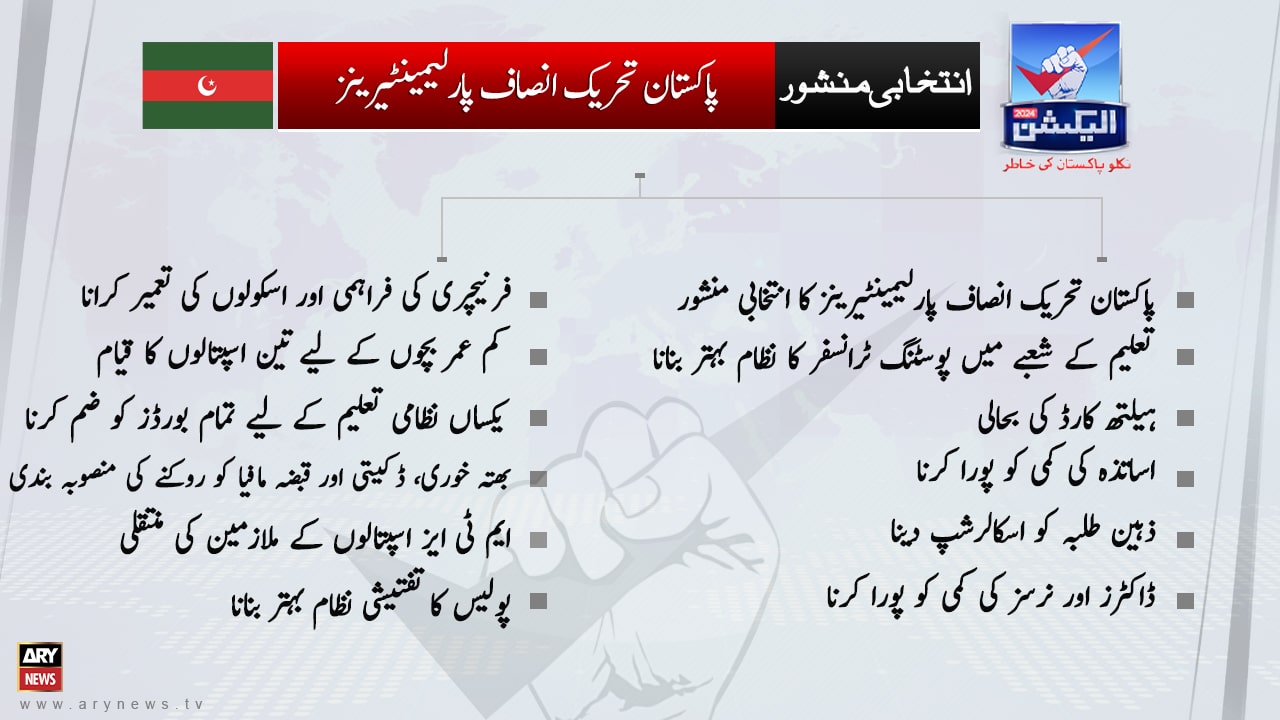 انتخابی منشور
پاکستان تحریک انصاف پارلیمینٹیرینز
2024
الیکشن
نکلو پاکستان کی خاطر
پاکستان تحریک انصاف پارلیمینٹیرینز کا انتخابی منشور
تعلیم کے شعبے میں پوسٹنگ ٹرانسفر کا نظام بہتر بنانا
ہیلتھ کارڈ کی بحالی
اساتذہ کی کمی کو پورا کرنا
ذہین طلبہ کو اسکالرشپ دینا
ڈاکٹرز اور نرسز کی کمی کو پورا کرنا
فرنیچری کی فراہمی اور اسکولوں کی تعمیر کرانا
کم عمر بچوں کے لیے تین اسپتالوں کا قیام
یکساں نظامی تعلیم کے لیے تمام بورڈز کو ضم کرنا
بھتہ خوری، ڈکیتی اور قبضہ مافیا کو روکنے کی منصوبہ بندی
ایم ٹی ایز اسپتالوں کے ملازمین کی منتقلی
پولیس کا تفتیشی نظام بہتر بنانا
ARY
NEWS
www.arynews.tv